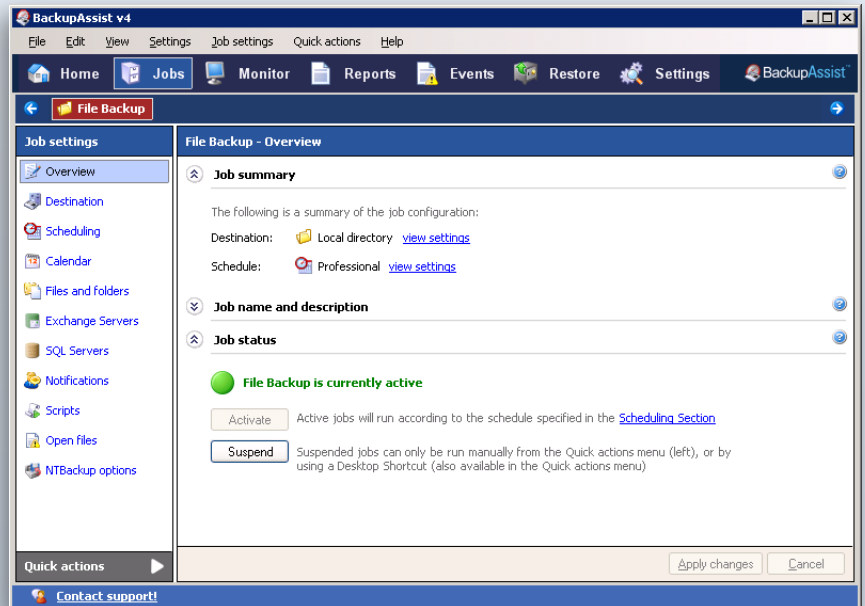 BackupAssist v4
File Edit View Settings Job settings Quick actions Help
Home Jobs Monitor Reports Events Restore Settings BackupAssist™
File Backup
Job settings
Overview
Destination
Scheduling
12 Calendar
Files and folders
Exchange Servers
SQL Servers
Notifications
Scripts
Open files
NTBackup options
Quick actions
File Backup - Overview
Job summary ?
The following is a summary of the job configuration:
Destination: Local directory view settings
Schedule: Professional view settings
Job name and description ?
Job status ?
File Backup is currently active
Activate Active jobs will run according to the schedule specified in the Scheduling Section
Suspend Suspended jobs can only be run manually from the Quick actions menu (left), or by
using a Desktop Shortcut (also available in the Quick actions menu)
Apply changes Cancel
Contact support!